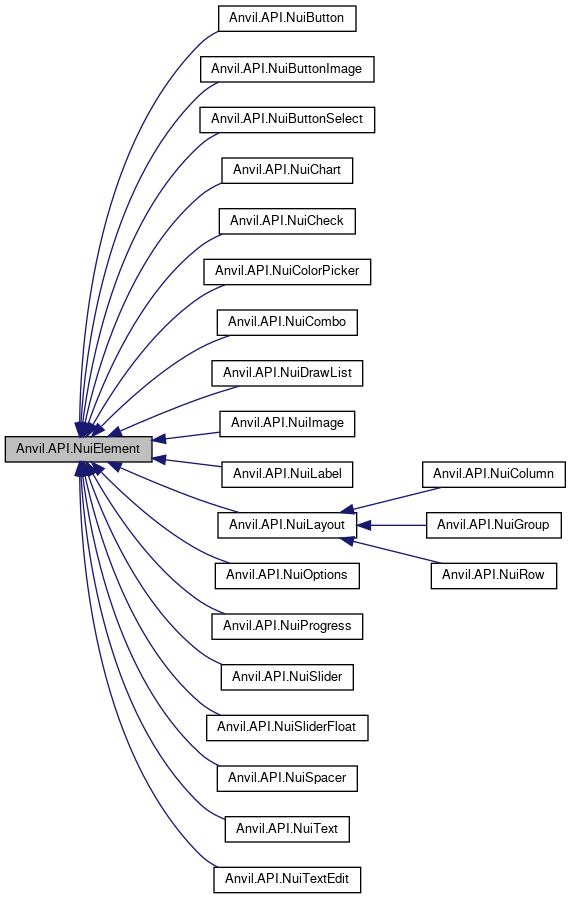 Anvil.API.NuiButton
Anvil.API.NuiButtonImage
Anvil.API.NuiButtonSelect
Anvil.API.NuiChart
Anvil.API.NuiCheck
Anvil.API.NuiColorPicker
Anvil.API.NuiCombo
Anvil.API.NuiDrawList
Anvil.API.NuiImage
Anvil.API.NuiElement
Anvil.API.NuiLabel
Anvil.API.NuiColumn
Anvil.API.NuiLayout
Anvil.API.NuiGroup
Anvil.API.NuiOptions
Anvil.API.NuiRow
Anvil.API.NuiProgress
Anvil.API.NuiSlider
Anvil.API.NuiSliderFloat
Anvil.API.NuiSpacer
Anvil.API.NuiText
Anvil.API.NuiTextEdit